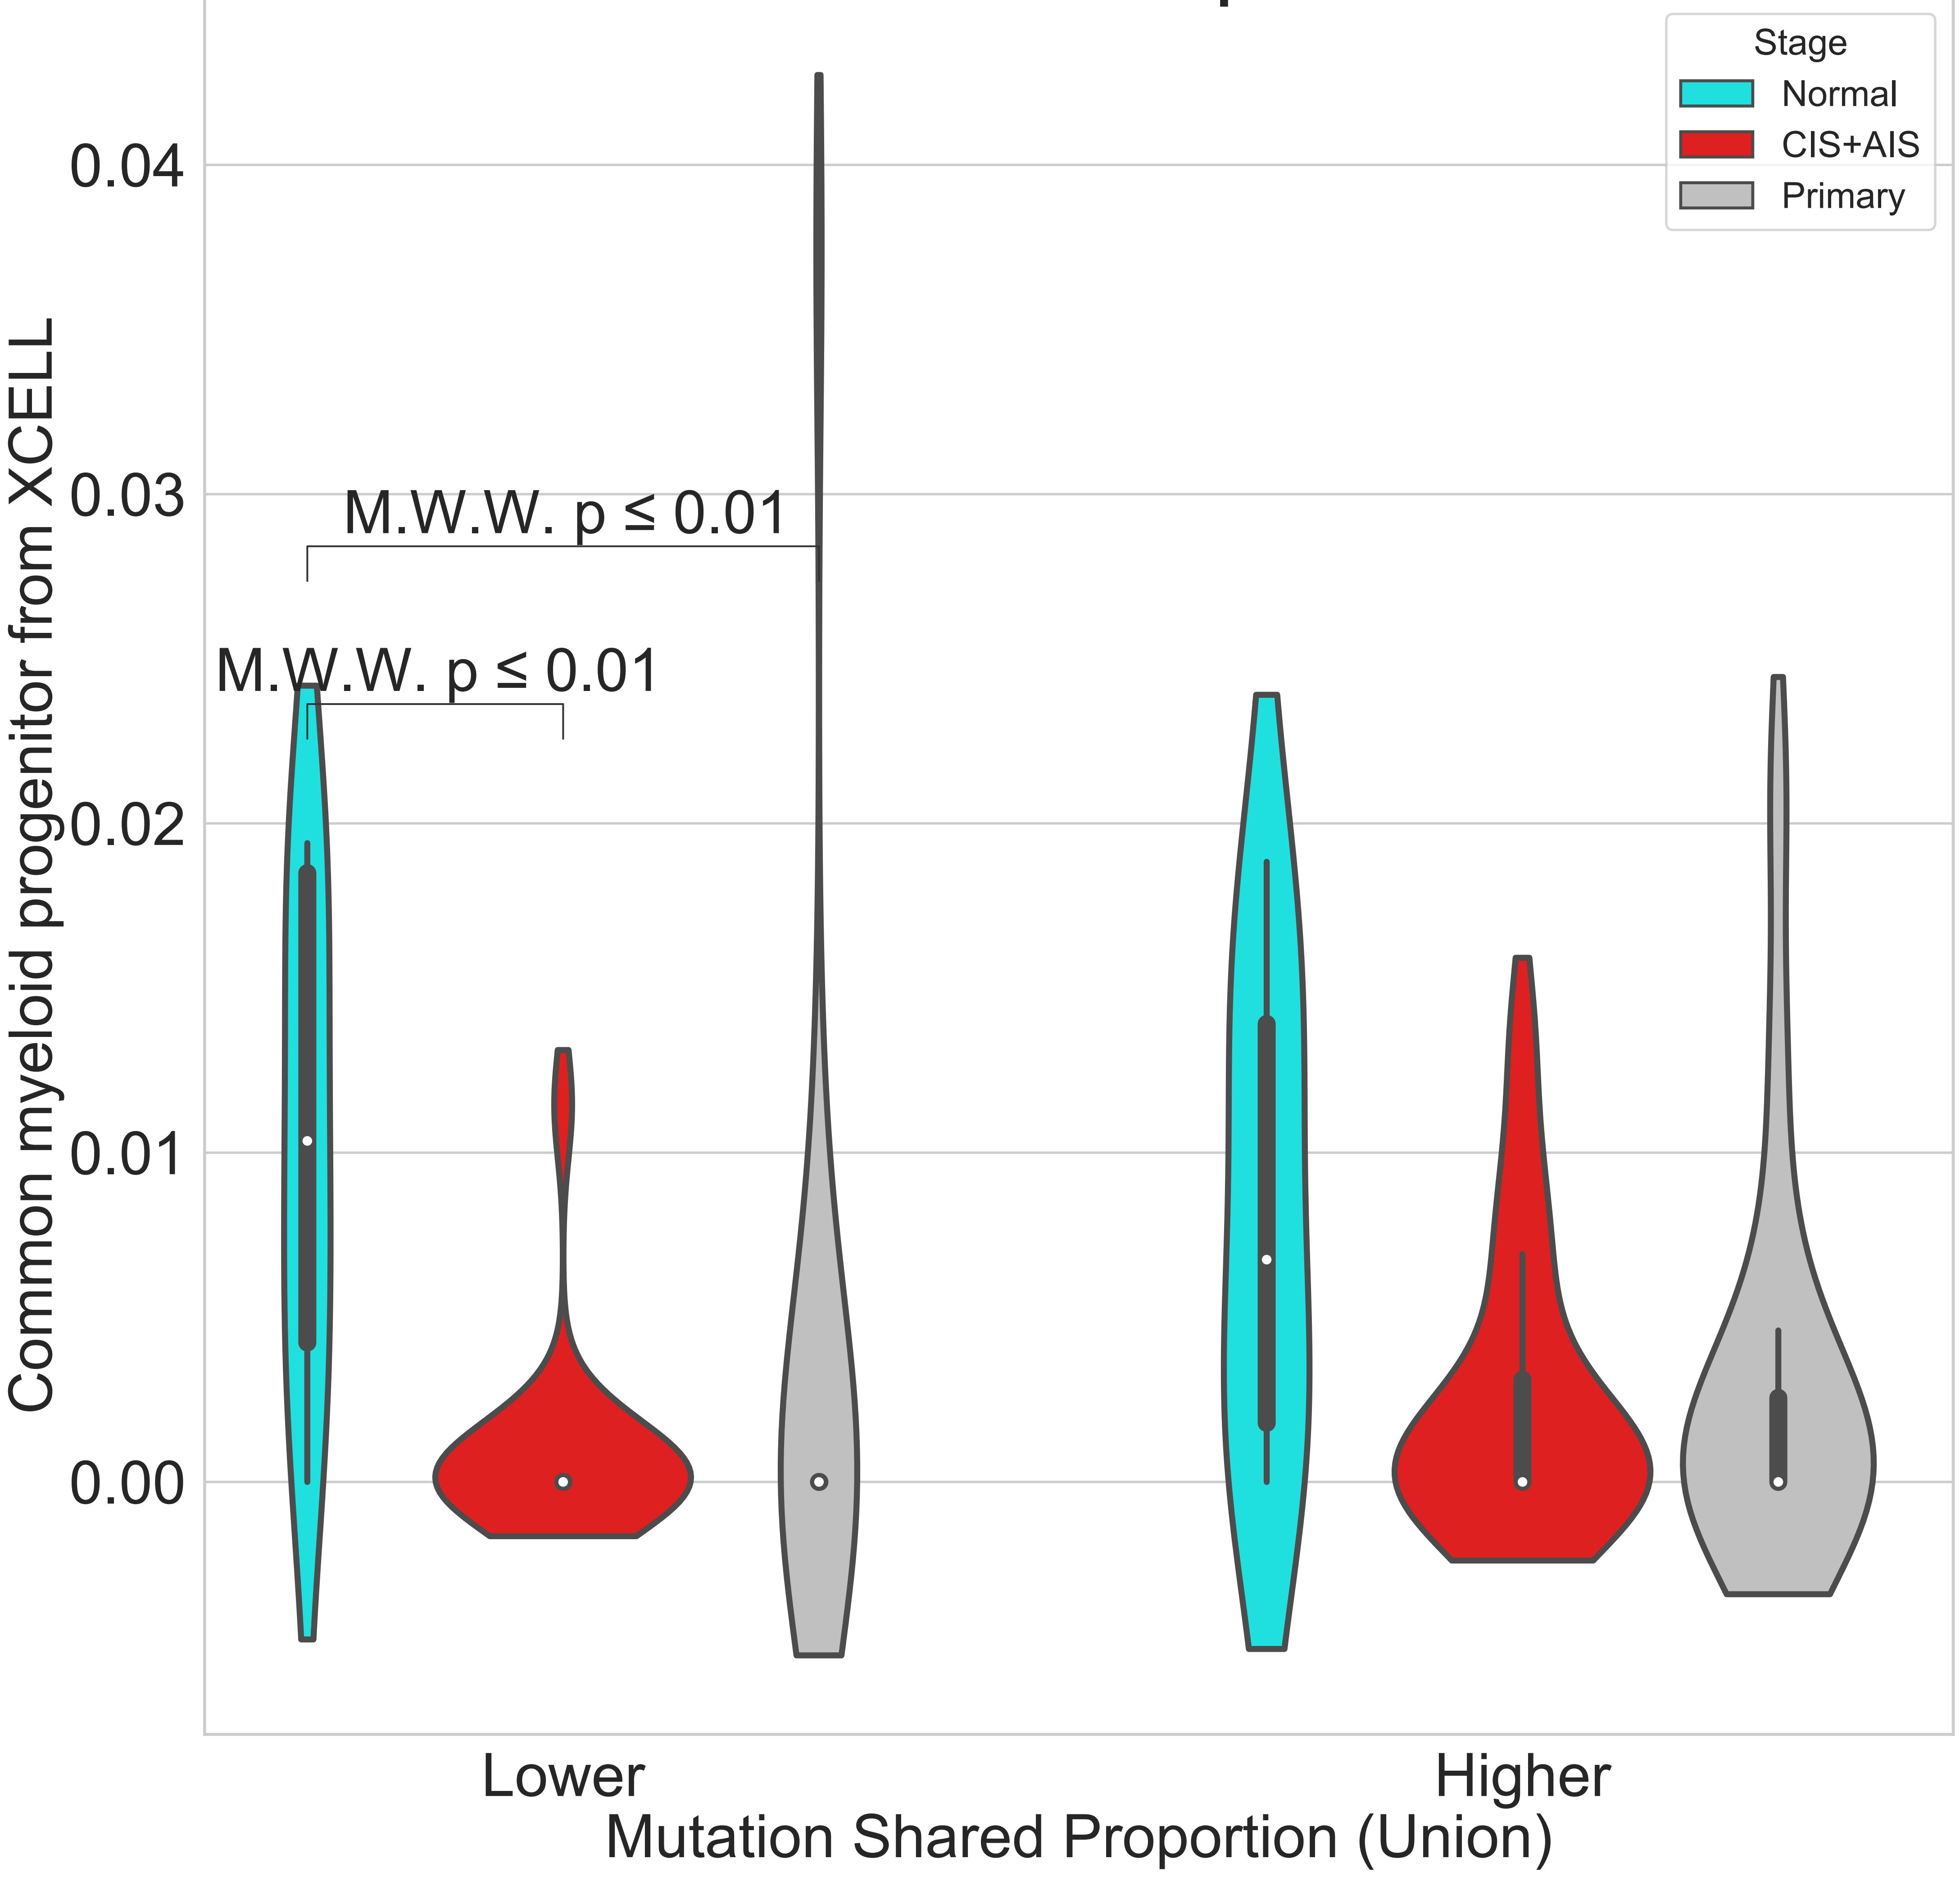 Stage
Normal
CIS+AIS
Primary
Common myeloid progenitor from XCELL
0.04
0.03
0.02
0.01
0.00
M.W.W. p ≤ 0.01
M.W.W. p ≤ 0.01
Lower
Higher
Mutation Shared Proportion (Union)